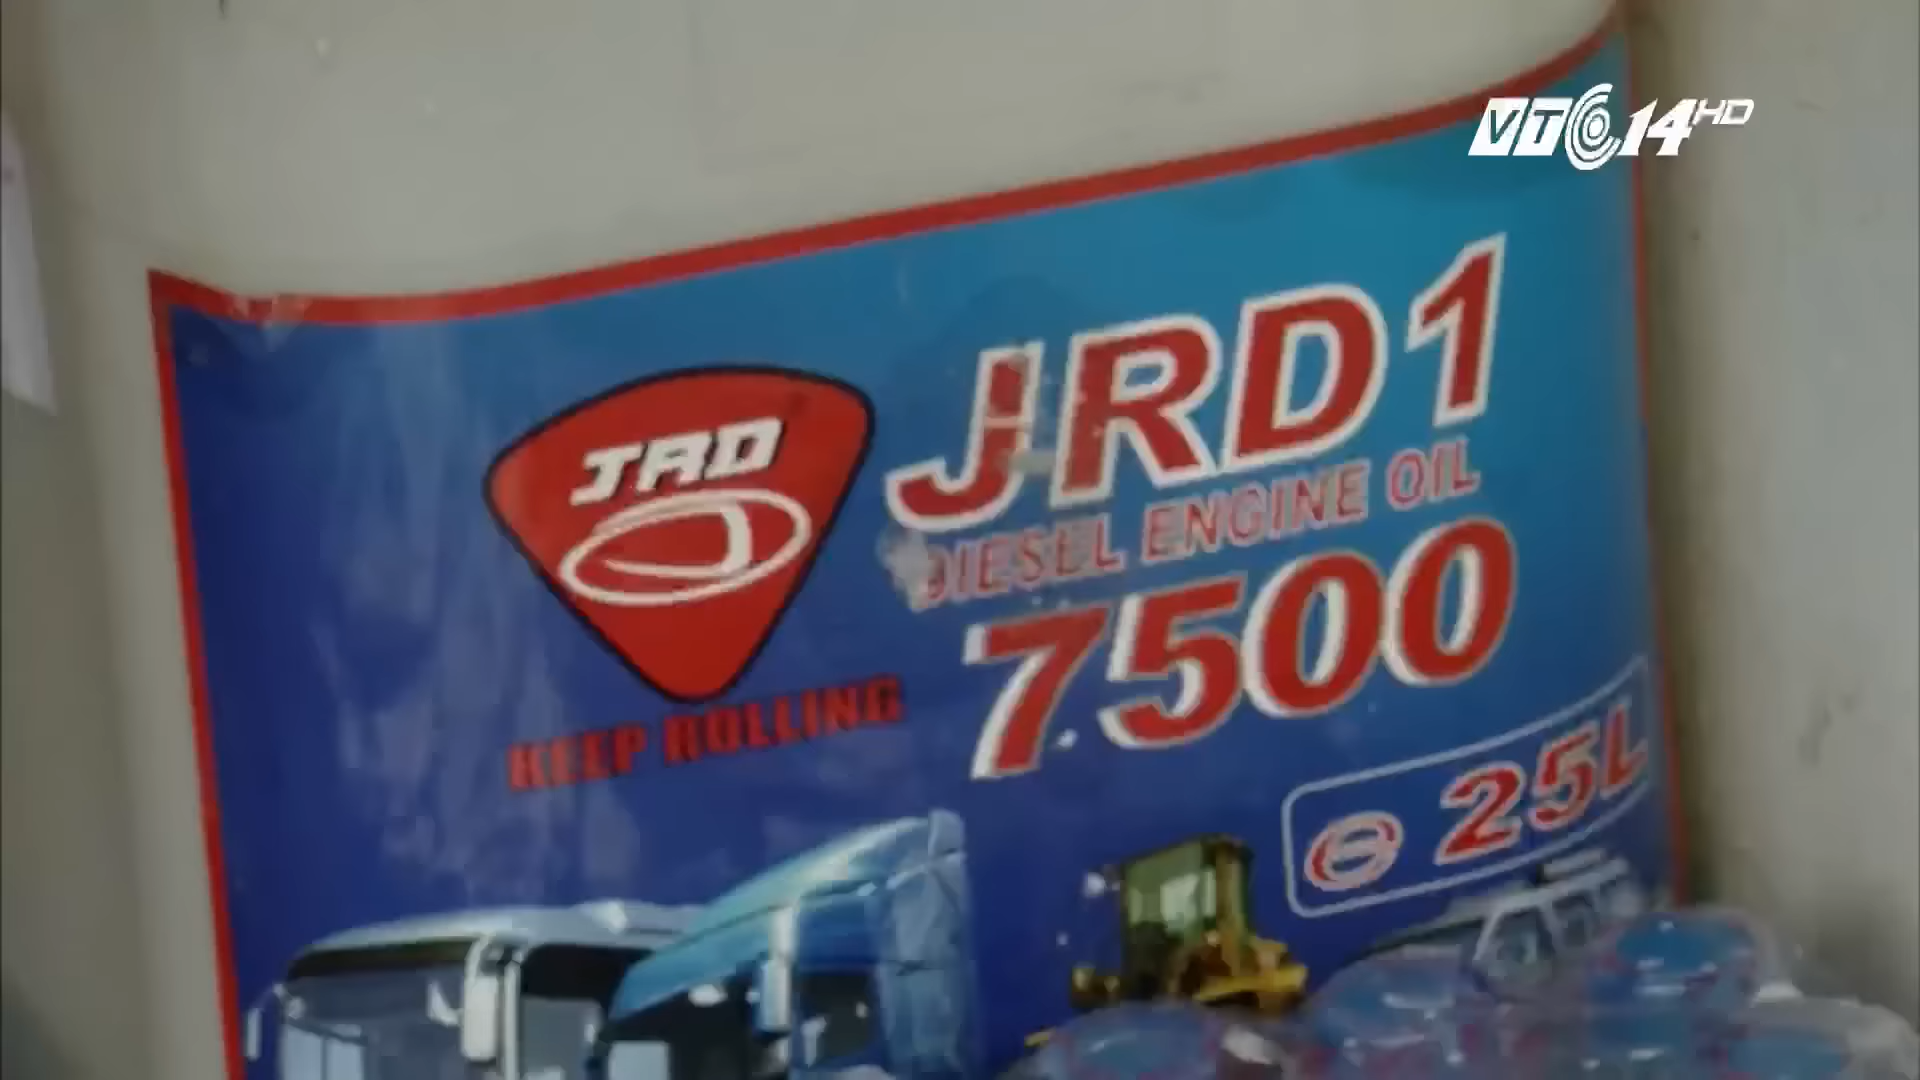 VTC14HD
JRD1
JRD
DIESEL ENGINE OIL
7500
KEEP ROLLING
25L